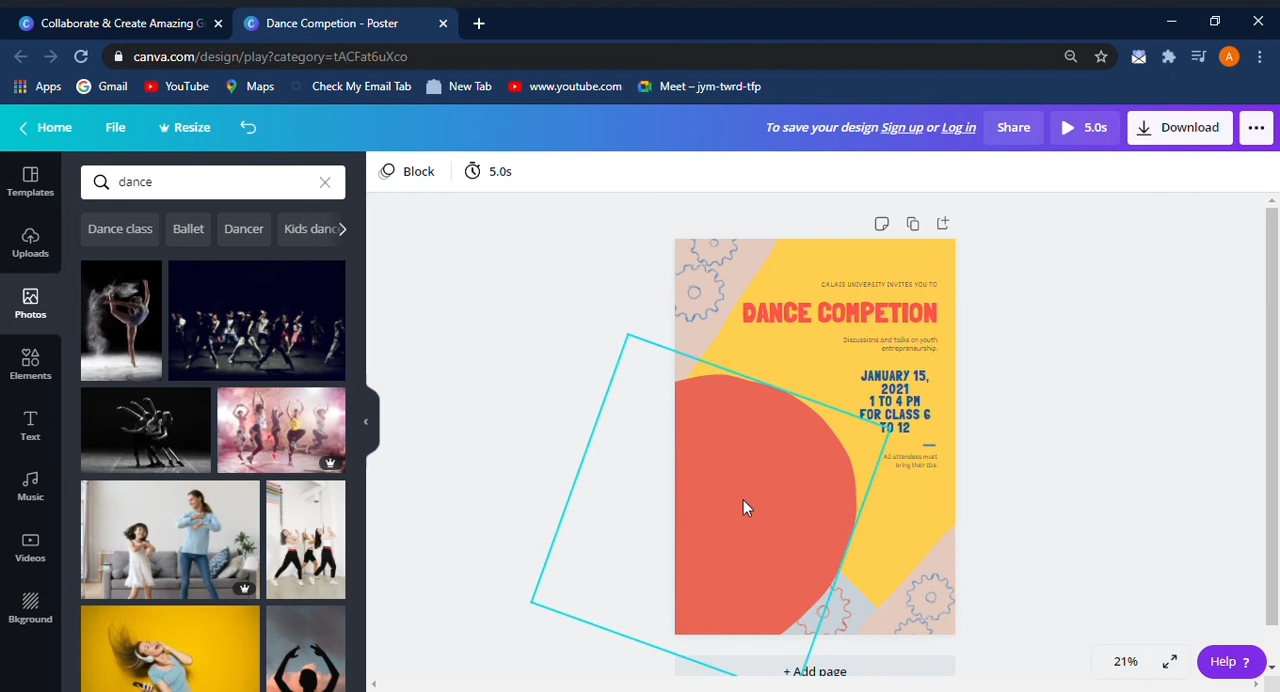 Collaborate & Create Amazing G
Dance Competion - Poster
canva.com/design/play?category=tACFat6uXco
A
Apps
Gmail
YouTube
Maps
Check My Email Tab
New Tab
www.youtube.com
Meet – jym-twrd-tfp
Home
File
Resize
To save your design Sign up or Log in
Share
5.0s
Download
Templates
Uploads
Photos
Elements
Text
Music
Videos
Bkground
dance
Dance class
Ballet
Dancer
Kids danc
Block
5.0s
CALAIS UNIVERSITY INVITES YOU TO
DANCE COMPETION
Discussions and talks on youth
entrepreneurship.
JANUARY 15,
2021
1 TO 4 PM
FOR CLASS 6
TO 12
All attendees must
bring their IDs.
+ Add page
21%
Help ?